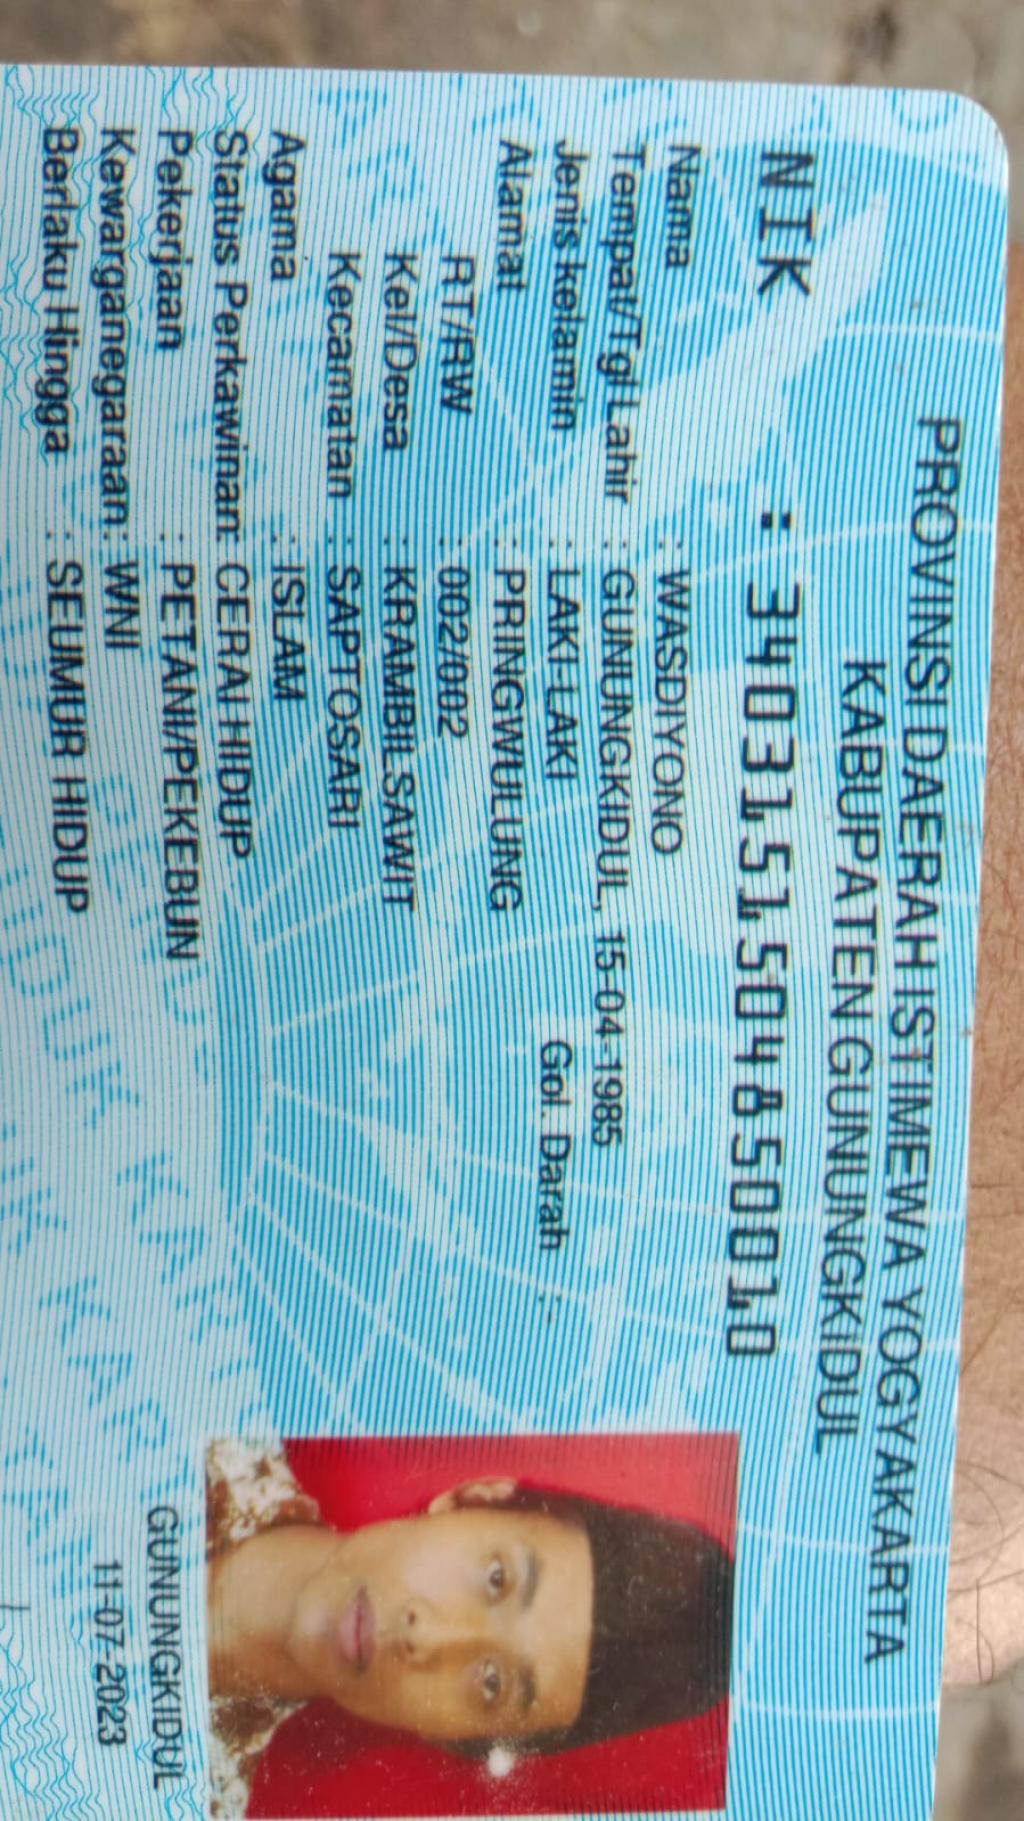 PROVINSI DAERAH ISTIMEWA YOGYAKARTA
KABUPATEN GUNUNGKIDUL
NIK : 3403151504850010
Nama : WASDIYONO
Tempat/Tgl Lahir : GUNUNGKIDUL, 15-04-1985
Jenis kelamin : LAKI-LAKI Gol. Darah : -
Alamat : PRINGWULUNG
RT/RW : 002/002
Kel/Desa : KRAMBILSAWIT
Kecamatan : SAPTOSARI
Agama : ISLAM
Status Perkawinan: CERAI HIDUP
Pekerjaan : PETANI/PEKEBUN
Kewarganegaraan: WNI
Berlaku Hingga : SEUMUR HIDUP
GUNUNGKIDUL
11-07-2023